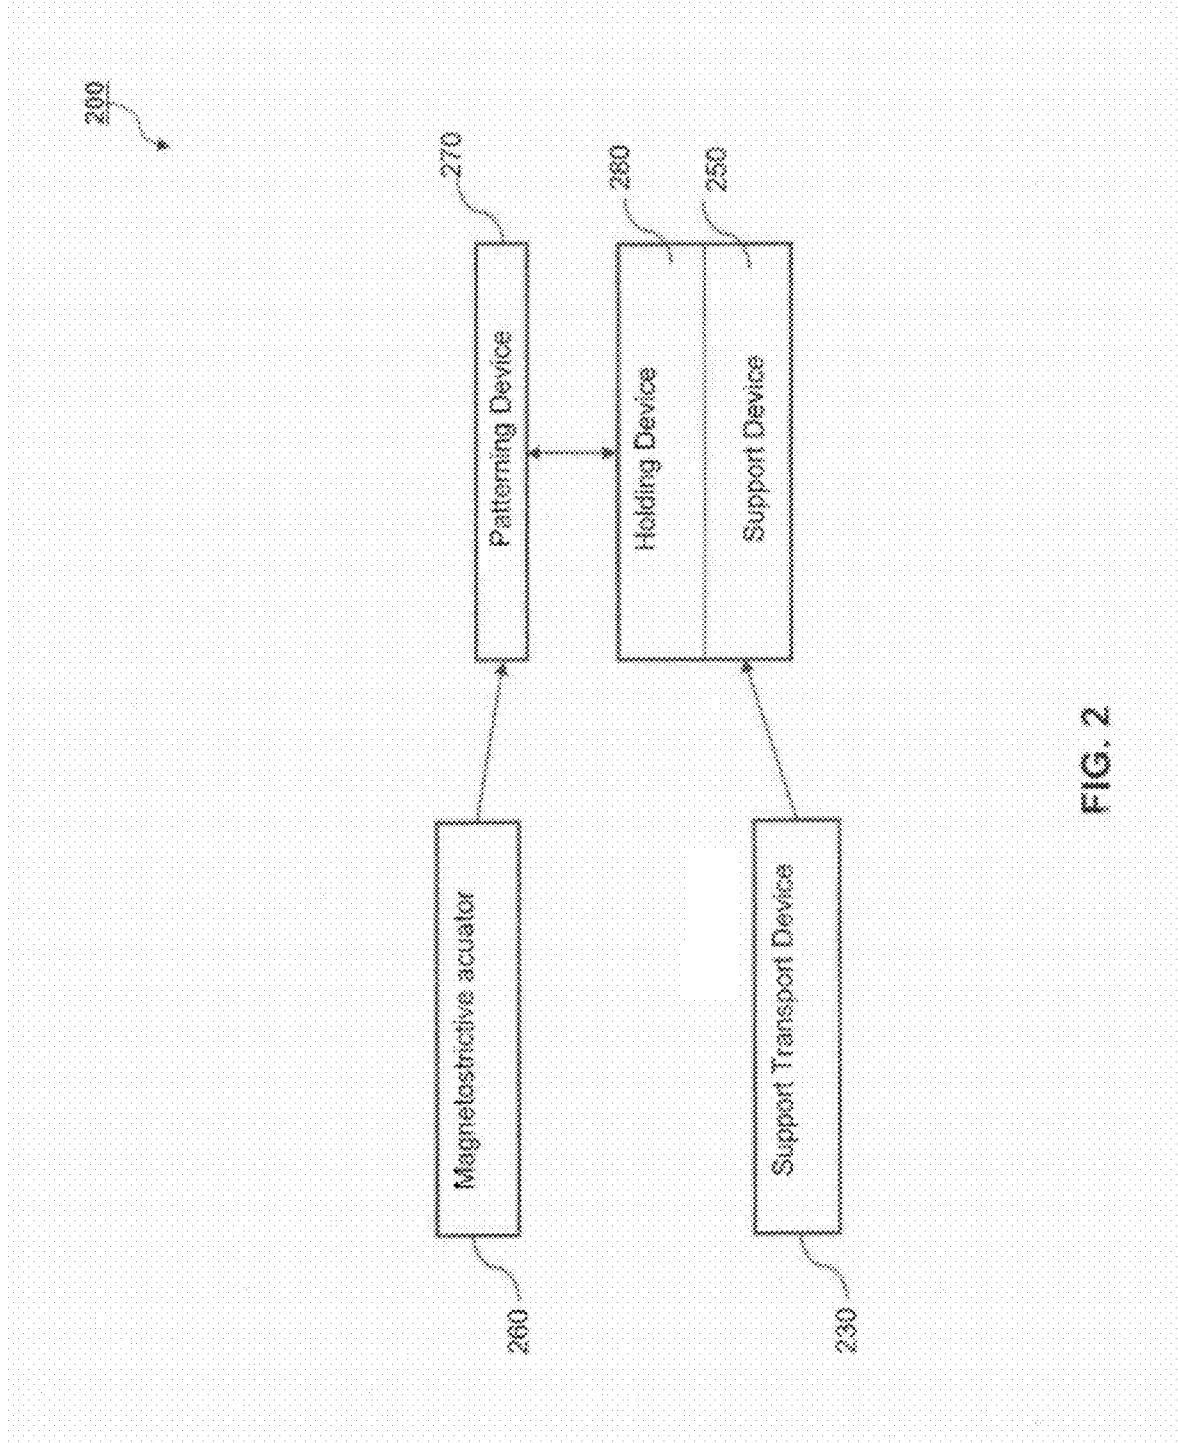 200
270
Patterning Device
280
Holding Device
250
Support Device
Magnetostrictive acuator
260
Support Transport Device
230
FIG. 2